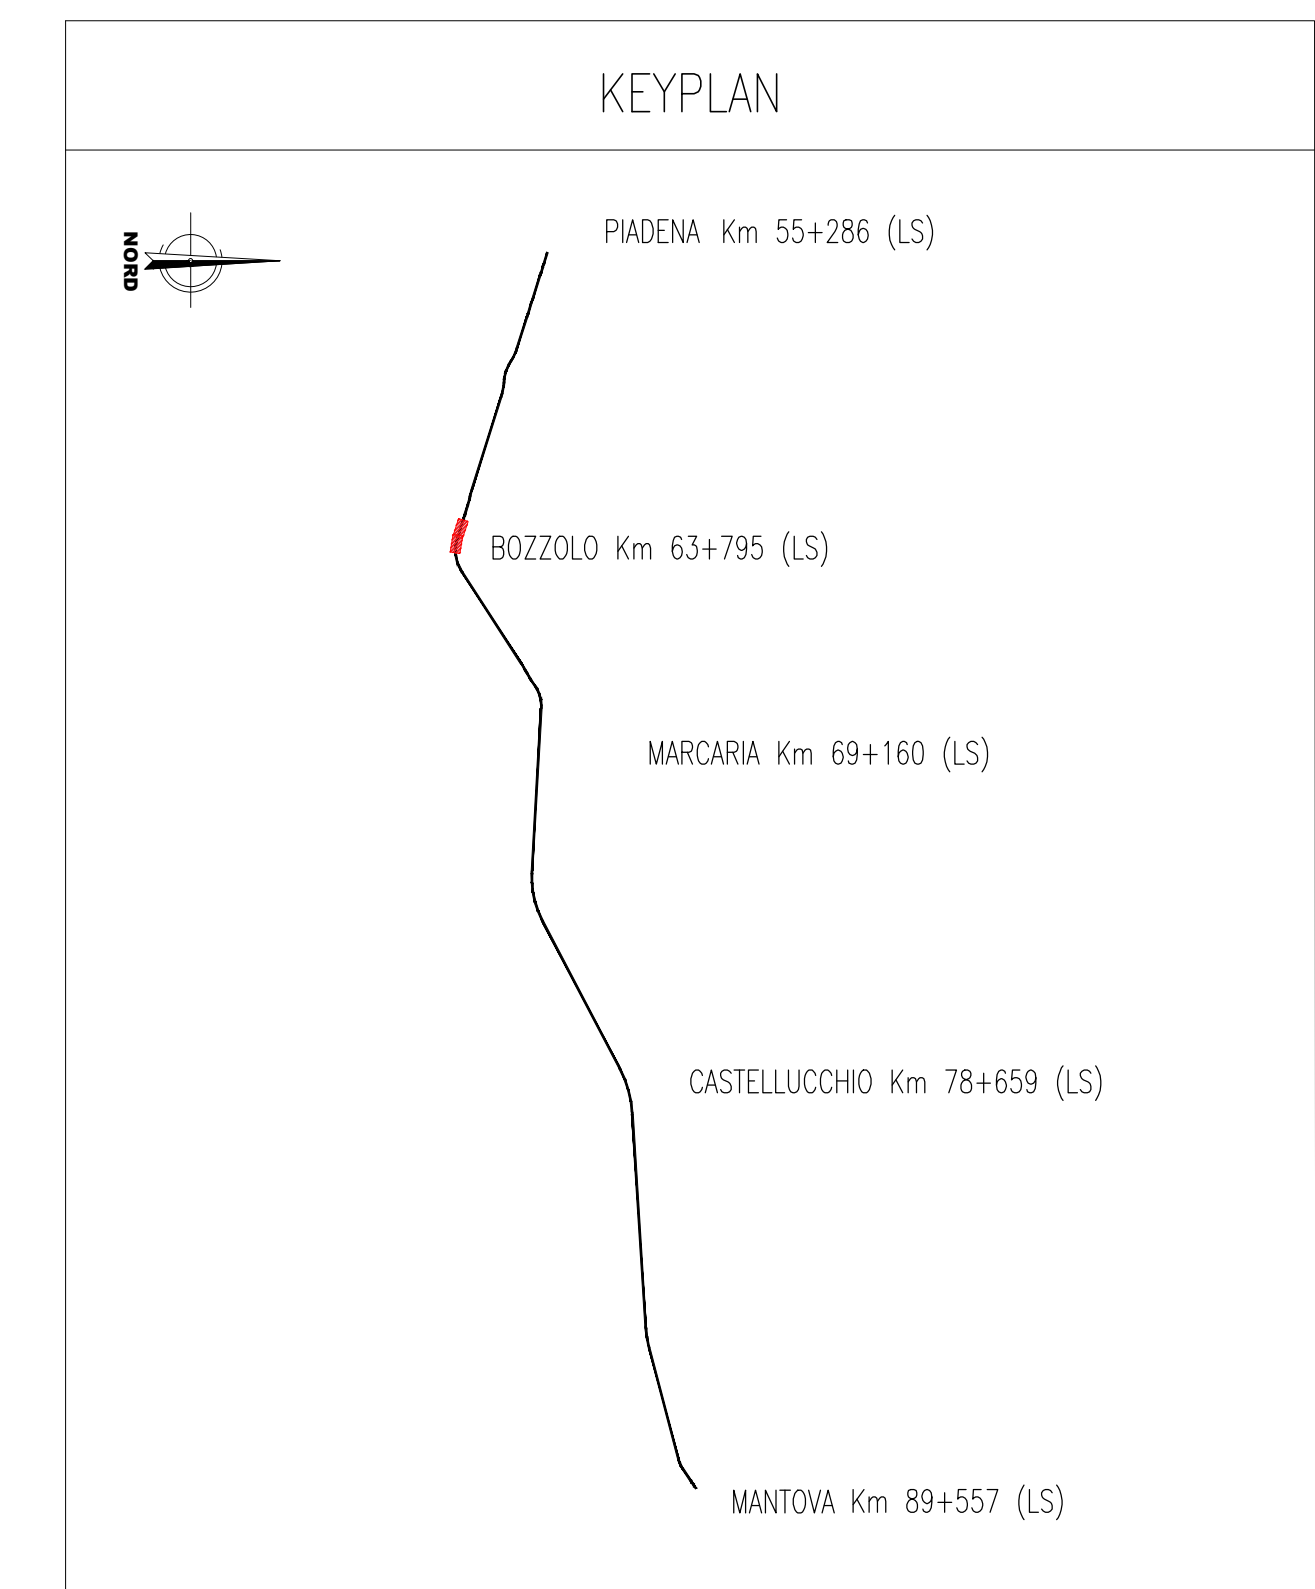 KEYPLAN
NORD
PIADENA Km 55+286 (LS)
BOZZOLO Km 63+795 (LS)
MARCARIA Km 69+160 (LS)
CASTELLUCCHIO Km 78+659 (LS)
MANTOVA Km 89+557 (LS)